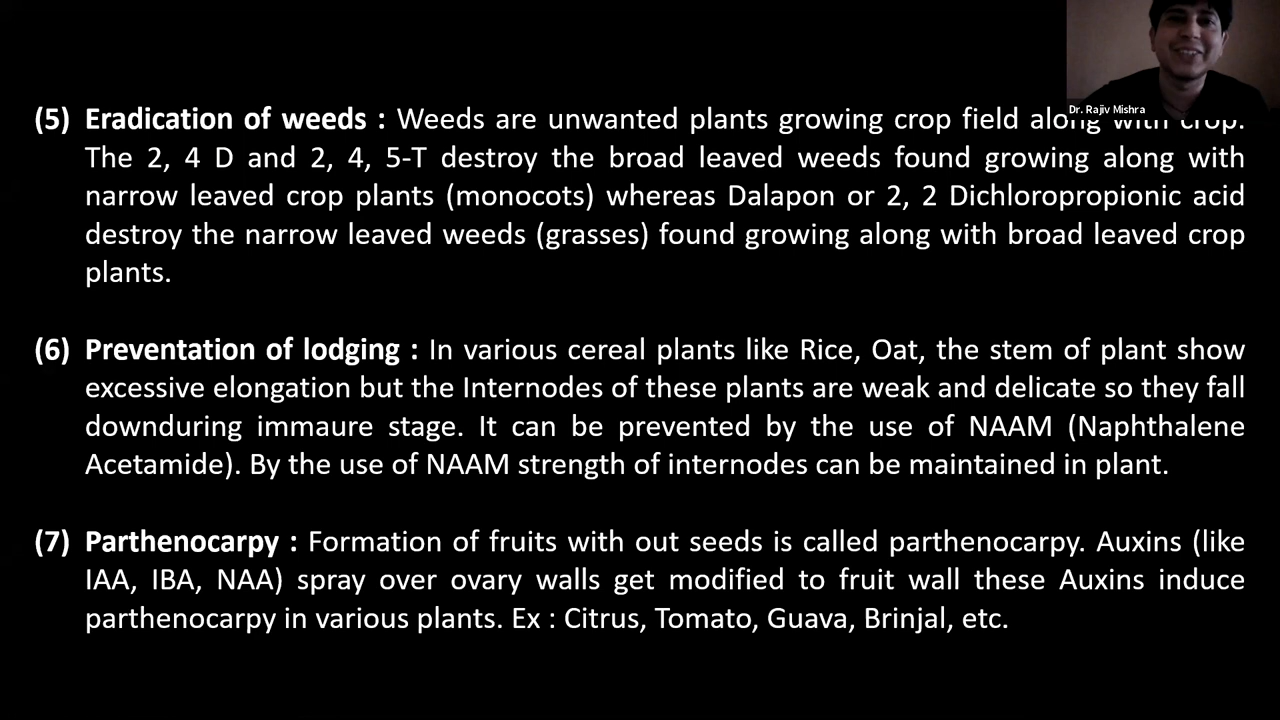 Dr. Rajiv Mishra
(5) Eradication of weeds : Weeds are unwanted plants growing crop field along with crop.
The 2, 4 D and 2, 4, 5-T destroy the broad leaved weeds found growing along with
narrow leaved crop plants (monocots) whereas Dalapon or 2, 2 Dichloropropionic acid
destroy the narrow leaved weeds (grasses) found growing along with broad leaved crop
plants.
(6) Preventation of lodging : In various cereal plants like Rice, Oat, the stem of plant show
excessive elongation but the Internodes of these plants are weak and delicate so they fall
downduring immaure stage. It can be prevented by the use of NAAM (Naphthalene
Acetamide). By the use of NAAM strength of internodes can be maintained in plant.
(7) Parthenocarpy : Formation of fruits with out seeds is called parthenocarpy. Auxins (like
IAA, IBA, NAA) spray over ovary walls get modified to fruit wall these Auxins induce
parthenocarpy in various plants. Ex : Citrus, Tomato, Guava, Brinjal, etc.